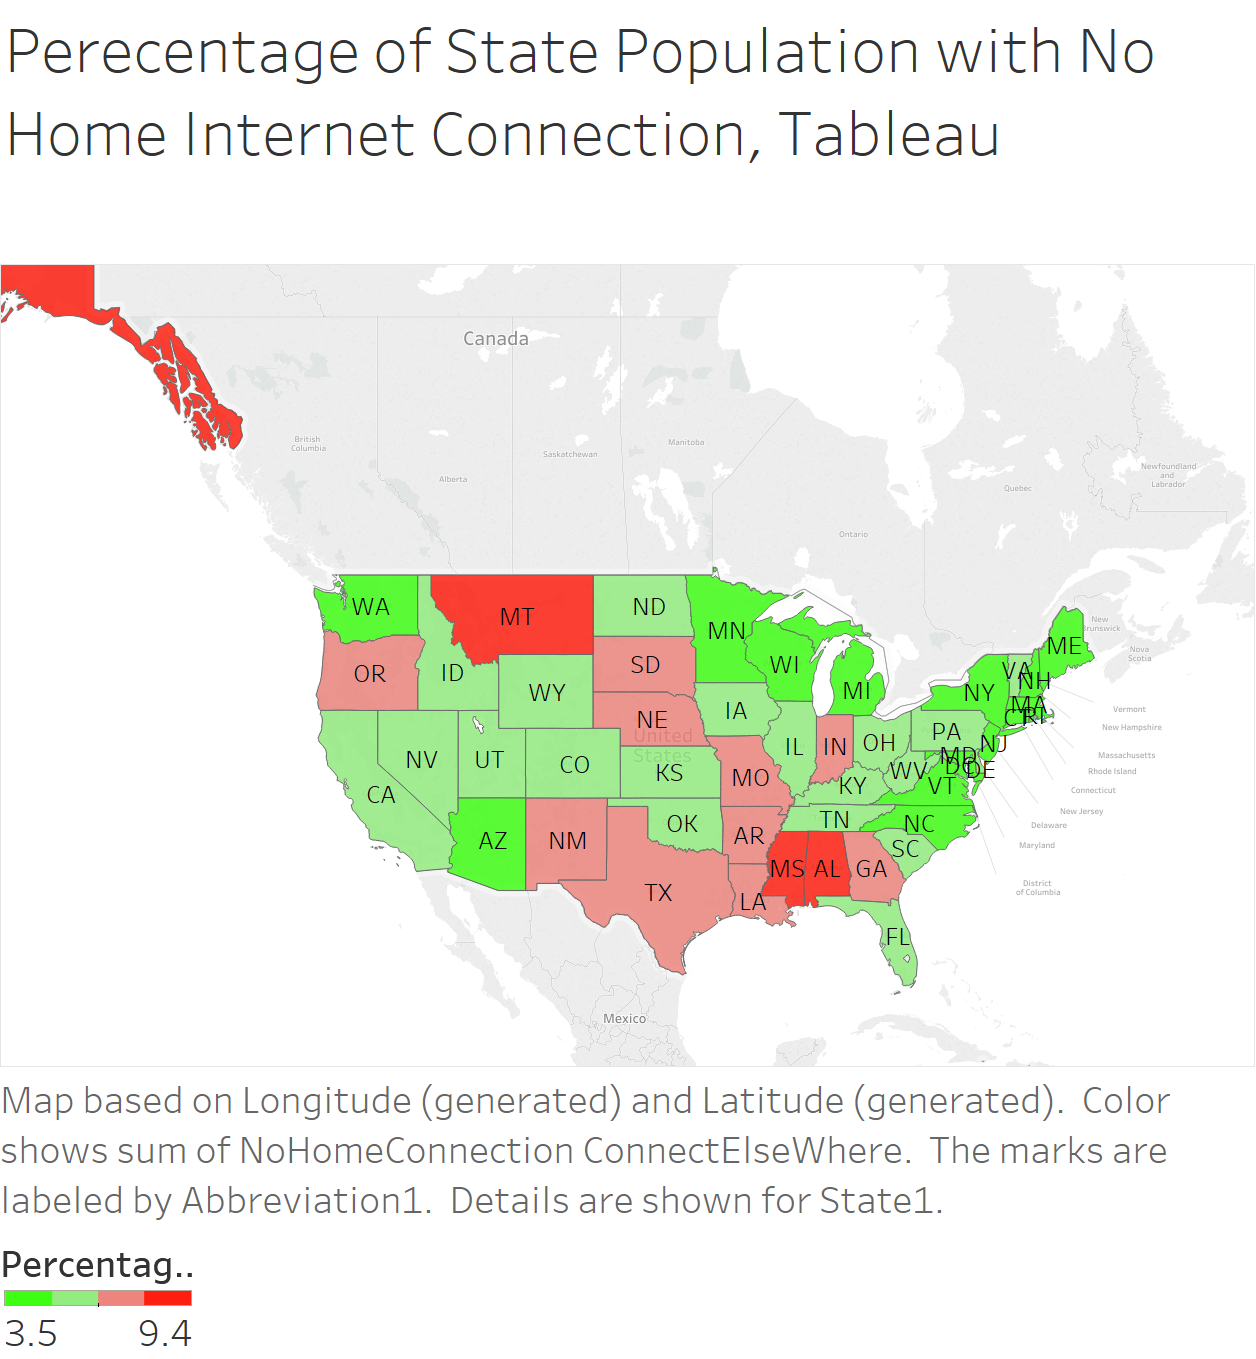 Perecentage of State Population with No
Home Internet Connection, Tableau
Canada
British
Columbia
Alberta
Saskatchewan
Manitoba
Ontario
Quebec
Newfoundland
and
Labrador
New
Brunswick
Nova
Scotia
WA
MT
ND
MN
ME
OR
ID
SD
WI
MI
NY
VA
NH
WY
NE
IA
MA
CT
RI
United
States
NV
UT
CO
KS
IL
IN
OH
PA
NJ
MD
DC
DE
CA
MO
KY
WV
VT
AZ
NM
OK
AR
TN
NC
SC
TX
LA
MS
AL
GA
FL
Vermont
New Hampshire
Massachusetts
Rhode Island
Connecticut
New Jersey
Delaware
Maryland
District
of Columbia
Mexico
Map based on Longitude (generated) and Latitude (generated).  Color
shows sum of NoHomeConnection ConnectElseWhere.  The marks are
labeled by Abbreviation1.  Details are shown for State1.
Percentag..
3.5 9.4